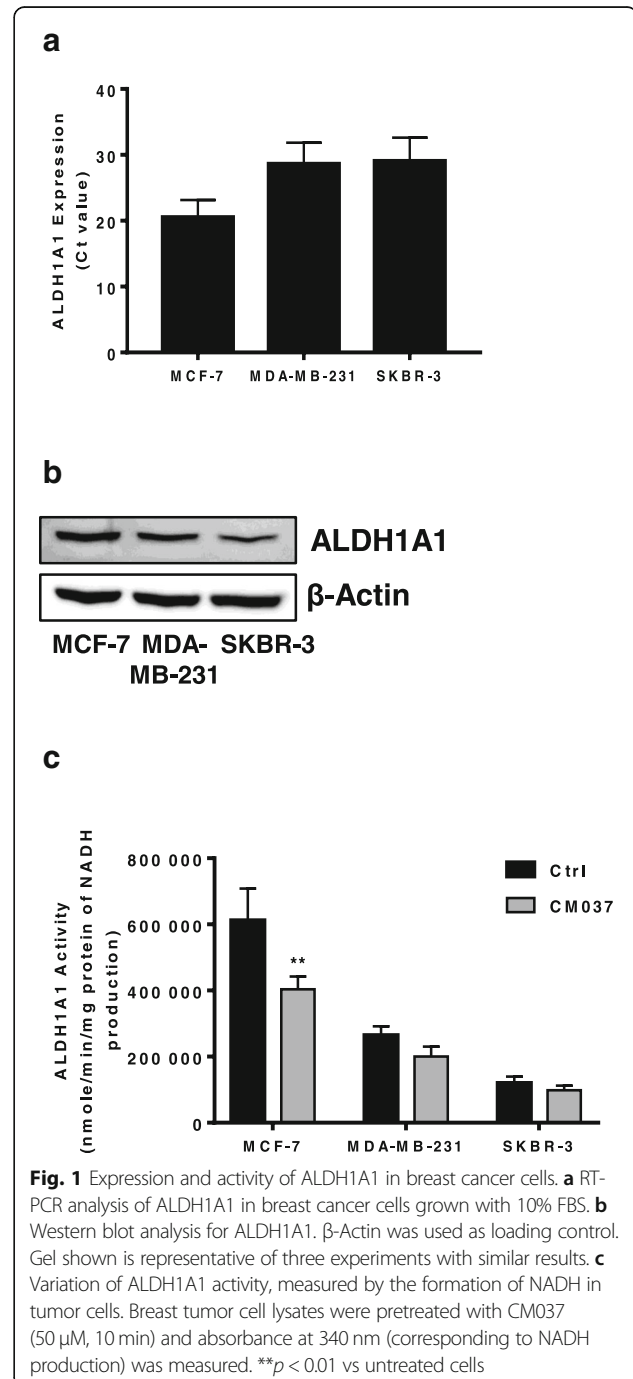 a
ALDH1A1 Expression
(Ct value)
40
30
20
10
0
MCF-7 MDA-MB-231 SKBR-3
b
ALDH1A1
β-Actin
MCF-7 MDA- SKBR-3
MB-231
c
ALDH1A1 Activity
(nmole/min/mg protein of NADH
production)
800 000
600 000
400 000
200 000
0
**
Ctrl
CM037
MCF-7 MDA-MB-231 SKBR-3
Fig. 1 Expression and activity of ALDH1A1 in breast cancer cells. a RT-
PCR analysis of ALDH1A1 in breast cancer cells grown with 10% FBS. b
Western blot analysis for ALDH1A1. β-Actin was used as loading control.
Gel shown is representative of three experiments with similar results. c
Variation of ALDH1A1 activity, measured by the formation of NADH in
tumor cells. Breast tumor cell lysates were pretreated with CM037
(50 μM, 10 min) and absorbance at 340 nm (corresponding to NADH
production) was measured. **p < 0.01 vs untreated cells